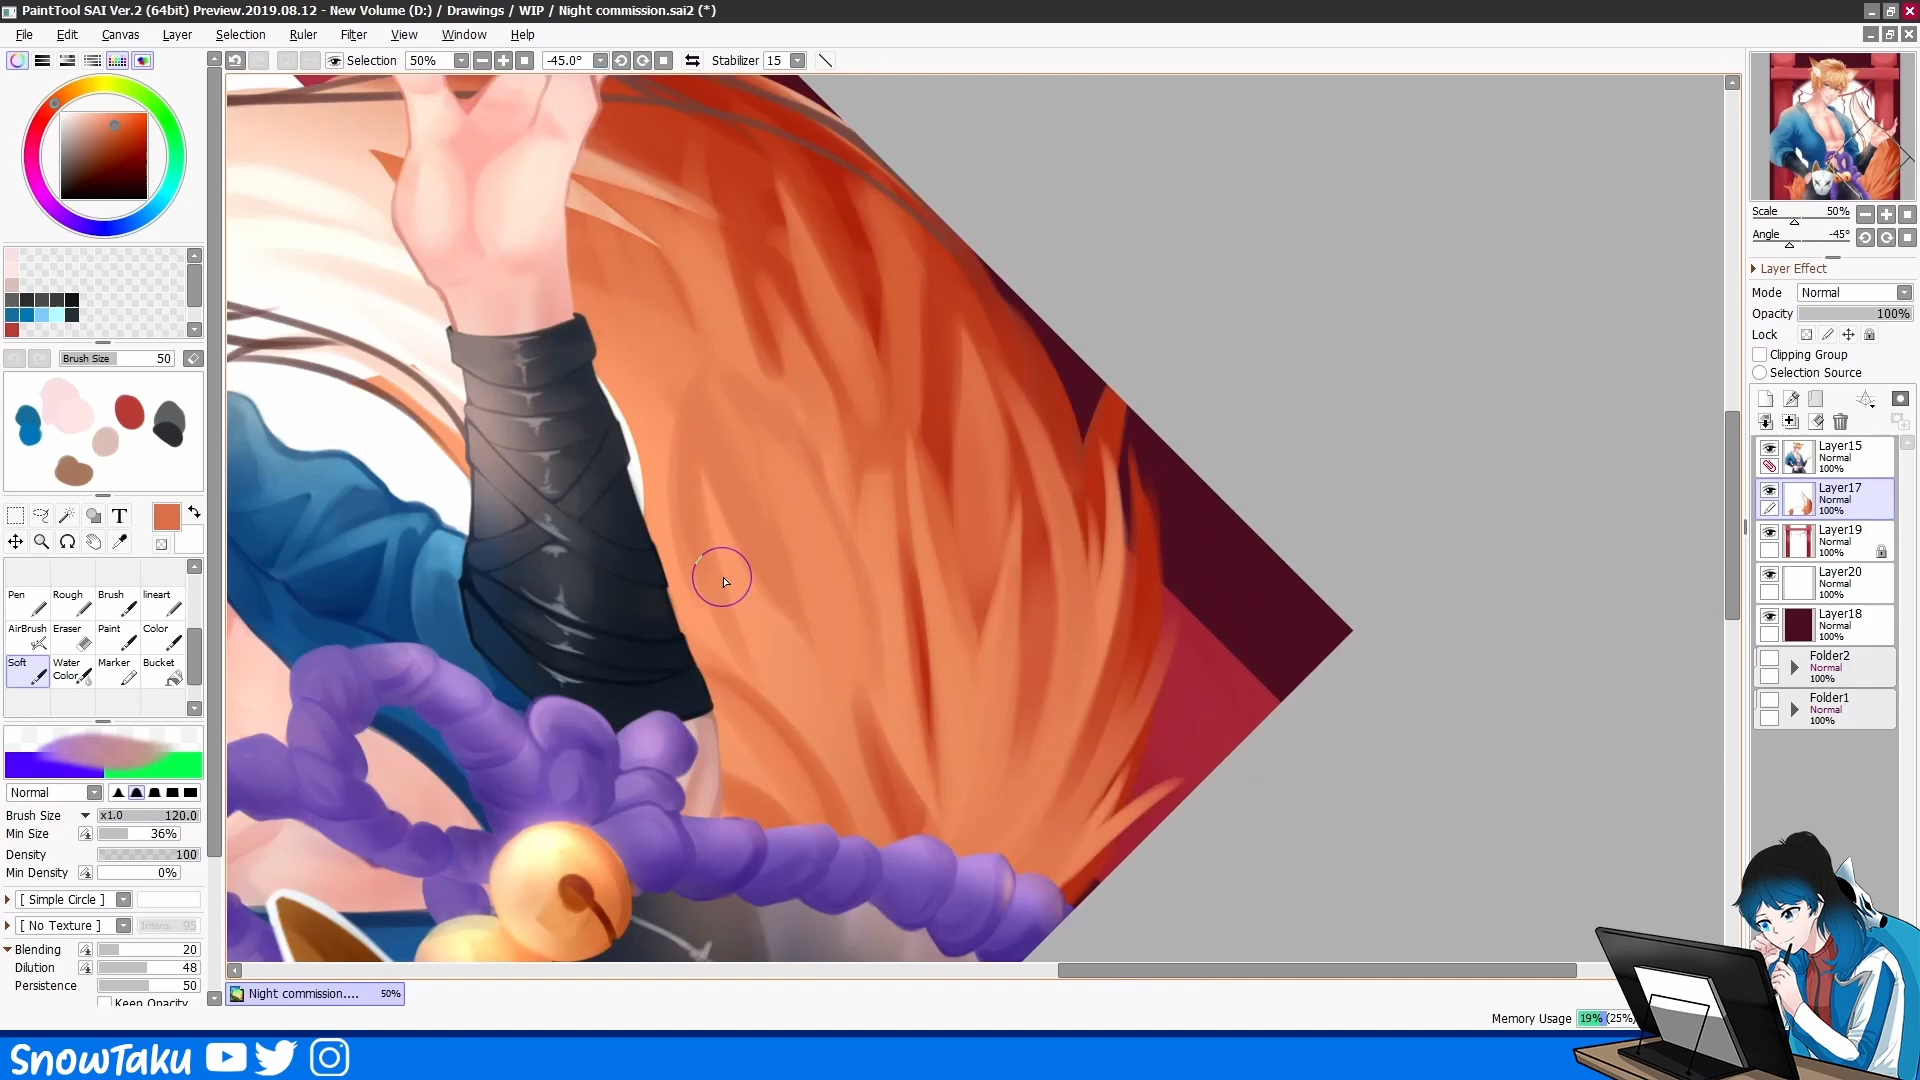 PaintTool SAI Ver.2 (64bit) Preview.2019.08.12 - New Volume (D:) / Drawings / WIP / Night commission.sai2 (*)
File Edit Canvas Layer Selection Ruler Filter View Window Help
Selection 50% -45.0° Stabilizer 15
Scale 50%
Angle -45°
Layer Effect
Mode Normal
Opacity 100%
Lock
Clipping Group
Selection Source
Layer15
Normal
100%
Layer17
Normal
100%
Layer19
Normal
100%
Layer20
Normal
100%
Layer18
Normal
100%
Folder2
Normal
100%
Folder1
Normal
100%
Brush Size 50
T
Pen Rough Brush lineart
AirBrush Eraser Paint Color
Soft Water Color Marker Bucket
Normal
Brush Size x1.0 120.0
Min Size 36%
Density 100
Min Density 0%
[ Simple Circle ]
[ No Texture ] Intens. 95
Blending 20
Dilution 48
Persistence 50
Keep Opacity
Night commission.... 50%
Memory Usage 19% (25%)
SnowTaku